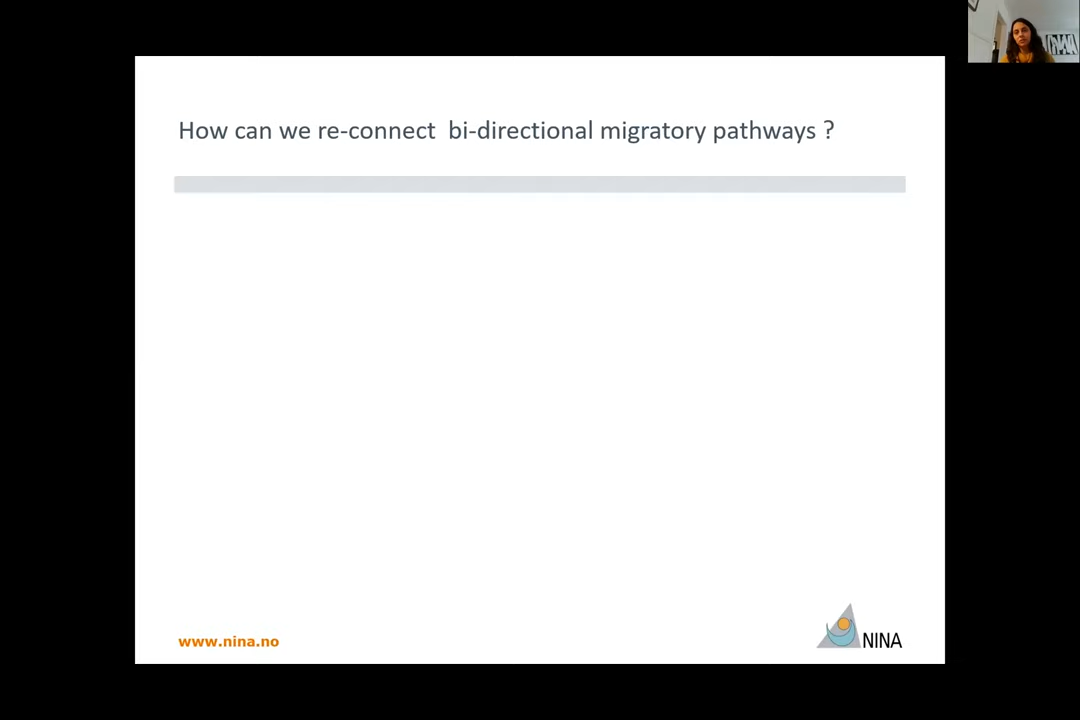 How can we re-connect  bi-directional migratory pathways ?
www.nina.no
NINA